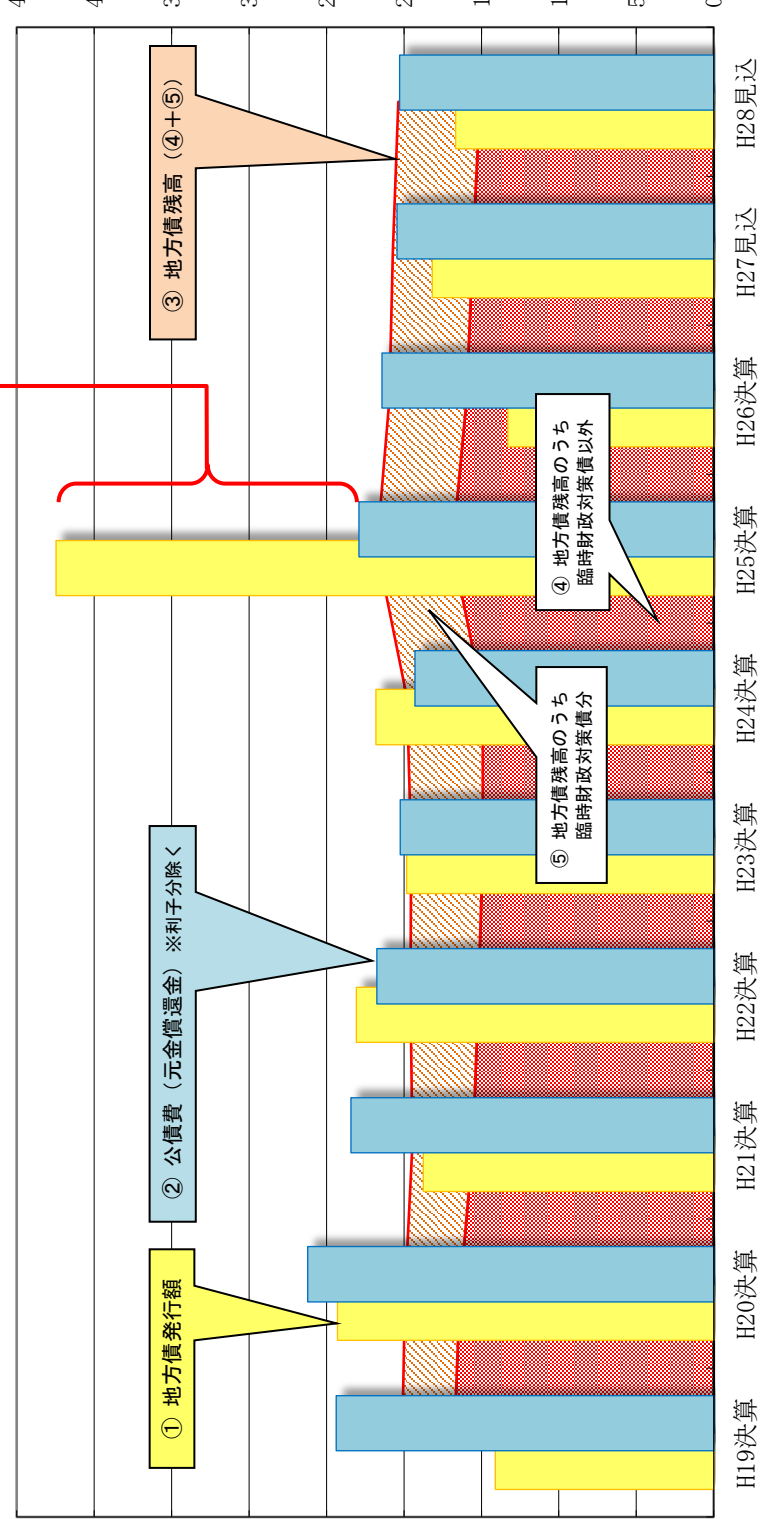 ① 地方債発行額
② 公債費（元金償還金）※利子分除く
③ 地方債残高（④＋⑤）
④ 地方債残高のうち
臨時財政対策債以外
⑤ 地方債残高のうち
臨時財政対策債分
H19決算
H20決算
H21決算
H22決算
H23決算
H24決算
H25決算
H26決算
H27見込
H28見込